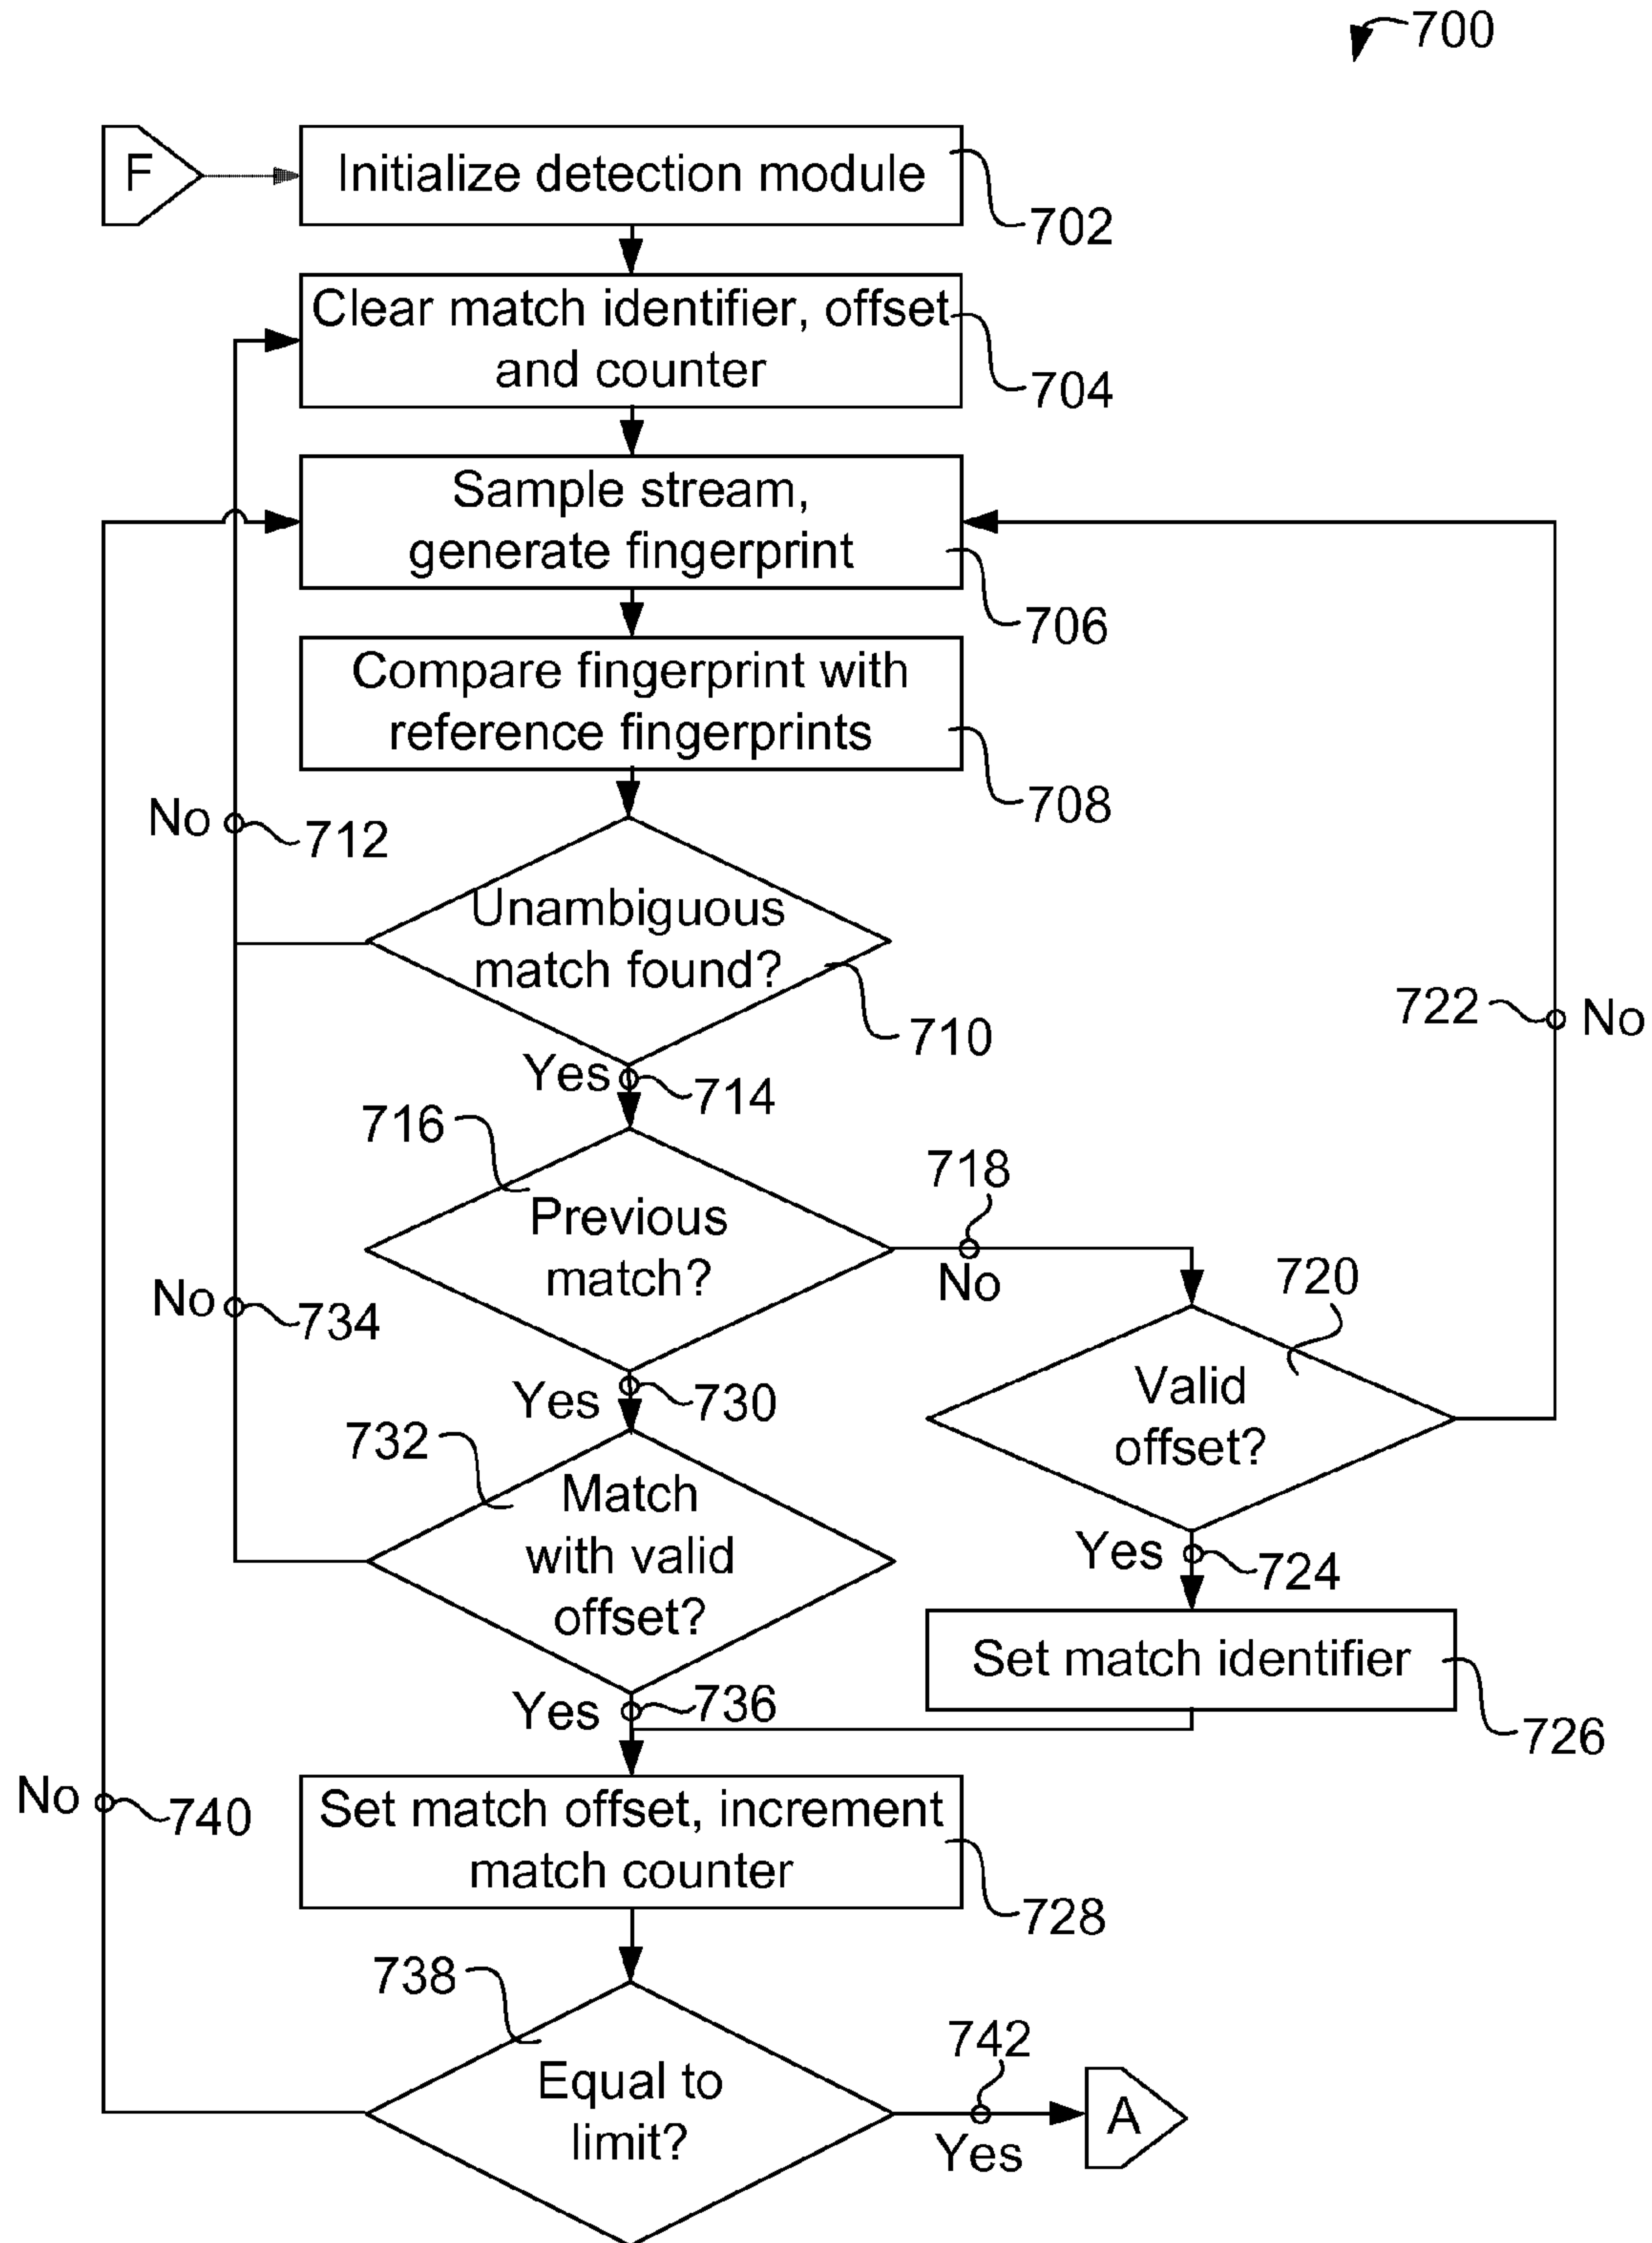 700
F
Initialize detection module
702
Clear match identifier, offset
and counter
704
Sample stream,
generate fingerprint
706
Compare fingerprint with
reference fingerprints
708
No
712
Unambiguous
match found?
710
722
No
Yes
714
716
Previous
match?
718
No
720
Valid
offset?
No
734
Yes
730
732
Match
with valid
offset?
Yes
724
Set match identifier
726
Yes
736
No
740
Set match offset, increment
match counter
728
738
Equal to
limit?
742
Yes
A